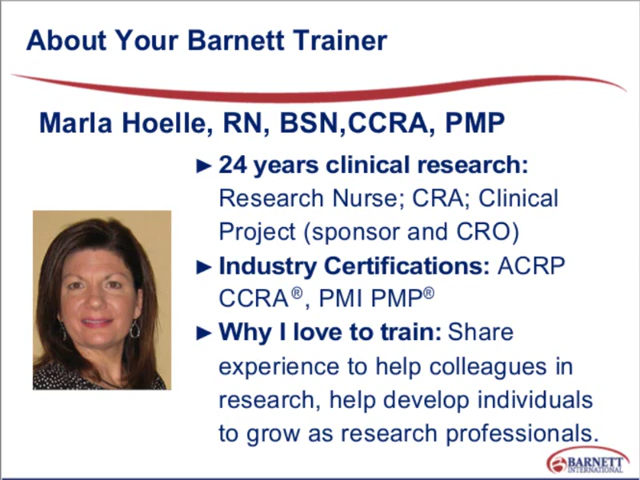 About Your Barnett Trainer
Marla Hoelle, RN, BSN,CCRA, PMP
►24 years clinical research:
Research Nurse; CRA; Clinical
Project (sponsor and CRO)
►Industry Certifications: ACRP
CCRA®, PMI PMP®
►Why I love to train: Share
experience to help colleagues in
research, help develop individuals
to grow as research professionals.
BARNETT
INTERNATIONAL